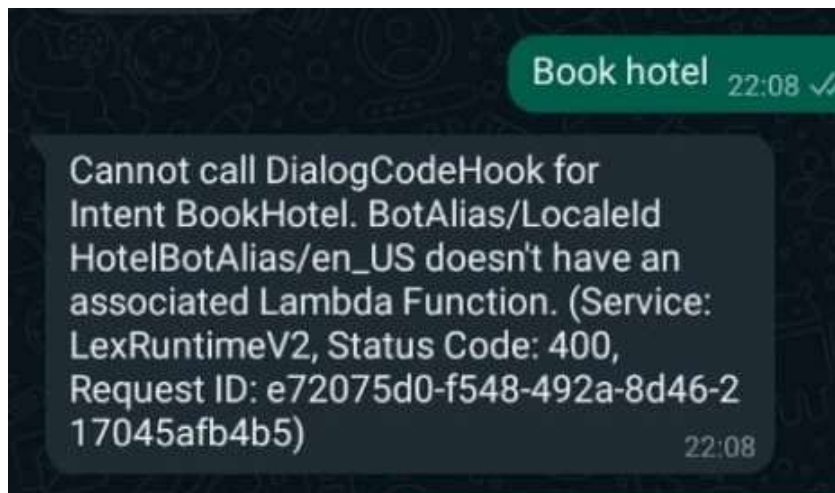 Book hotel 22:08
Cannot call DialogCodeHook for
Intent BookHotel. BotAlias/LocaleId
HotelBotAlias/en_US doesn't have an
associated Lambda Function. (Service:
LexRuntimeV2, Status Code: 400,
Request ID: e72075d0-f548-492a-8d46-2
17045afb4b5)
22:08